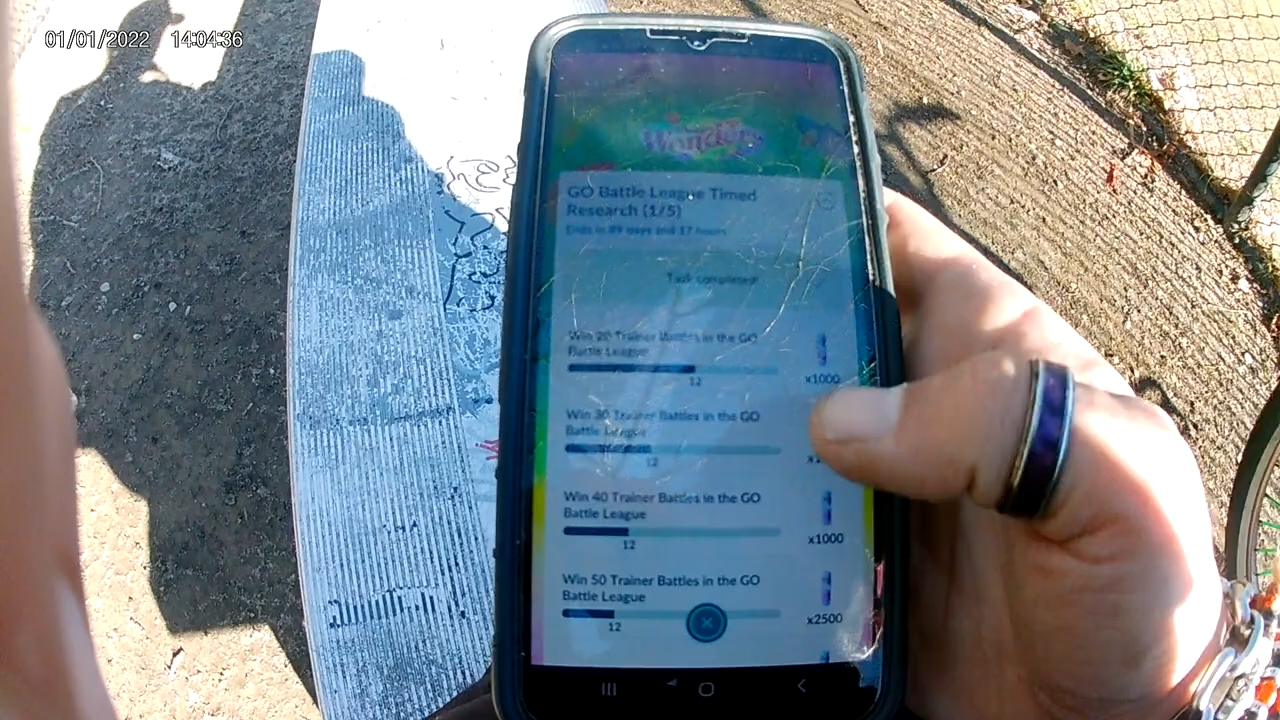 01/01/2022 14:04:36
Wonders
GO Battle League Timed
Research (1/5)
Ends in 89 days and 17 hours
Task completed!
Win 20 Trainer Battles in the GO
Battle League
12
x1000
Win 30 Trainer Battles in the GO
Battle League
12
Win 40 Trainer Battles in the GO
Battle League
12
x1000
Win 50 Trainer Battles in the GO
Battle League
12
x2500